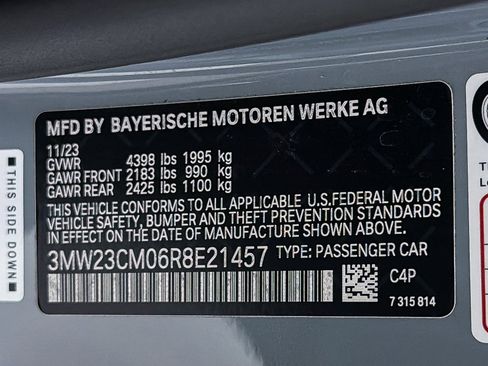 MFD BY BAYERISCHE MOTOREN WERKE AG
11/23
GVWR 4398 lbs 1995 kg
GAWR FRONT 2183 lbs 990 kg
GAWR REAR 2425 lbs 1100 kg
THIS VEHICLE CONFORMS TO ALL APPLICABLE U.S.FEDERAL MOTOR
VEHICLE SAFETY, BUMPER AND THEFT PREVENTION STANDARDS
IN EFFECT ON THE DATE OF MANUFACTURE SHOWN ABOVE.
3MW23CM06R8E21457 TYPE: PASSENGER CAR
C4P
7 315 814
THIS SIDE DOWN